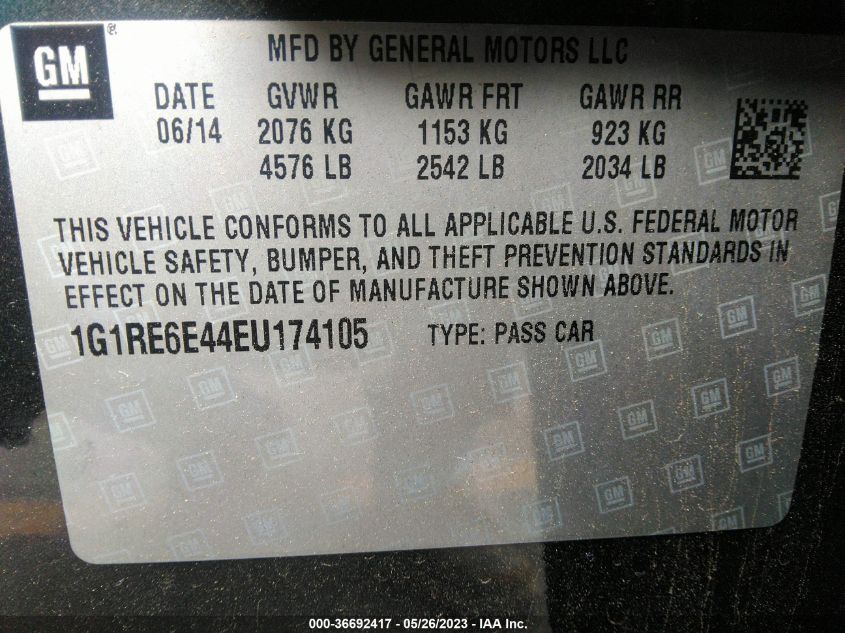 GM®
MFD BY GENERAL MOTORS LLC
DATE GVWR GAWR FRT GAWR RR
06/14 2076 KG 1153 KG 923 KG
4576 LB 2542 LB 2034 LB
THIS VEHICLE CONFORMS TO ALL APPLICABLE U.S. FEDERAL MOTOR
VEHICLE SAFETY, BUMPER, AND THEFT PREVENTION STANDARDS IN
EFFECT ON THE DATE OF MANUFACTURE SHOWN ABOVE.
1G1RE6E44EU174105 TYPE: PASS CAR
000-36692417 - 05/26/2023 - IAA Inc.